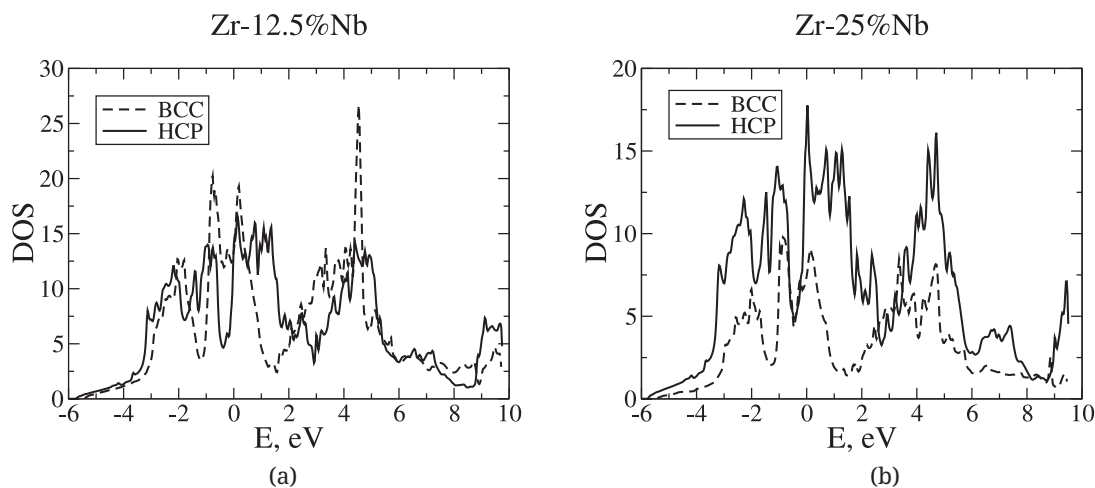 Zr-12.5%Nb
30
25
20
15
10
5
0
DOS
BCC
HCP
-6 -4 -2 0 2 4 6 8 10
E, eV
(a)
Zr-25%Nb
20
15
10
5
0
DOS
BCC
HCP
-6 -4 -2 0 2 4 6 8 10
E, eV
(b)